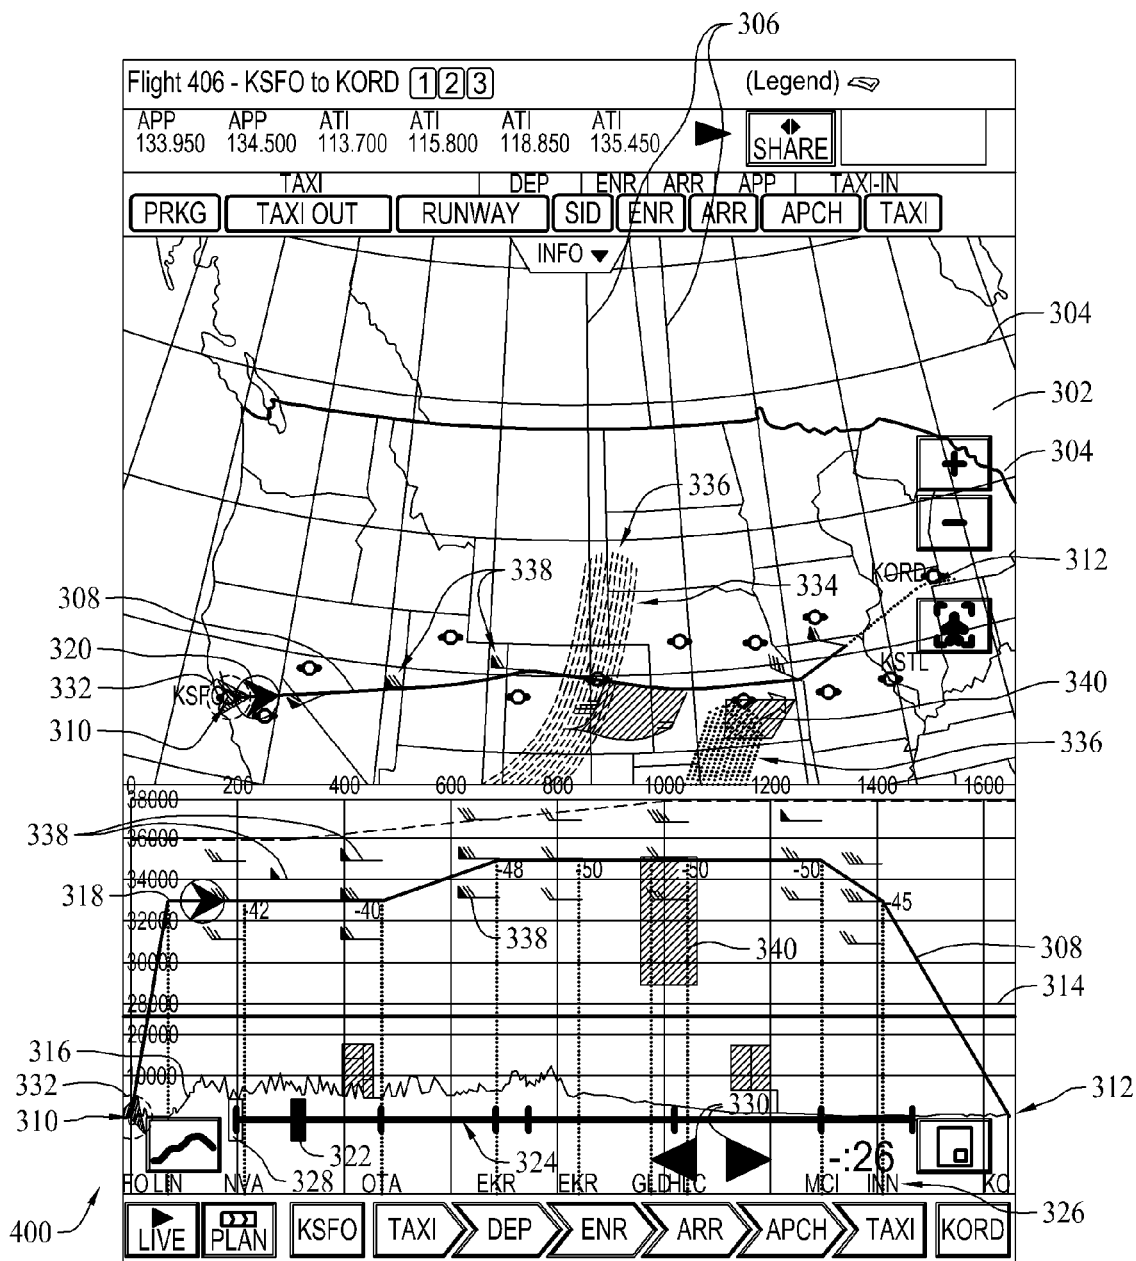 306
Flight 406 - KSFO to KORD 1 2 3 (Legend)
APP APP ATI ATI ATI ATI
133.950 134.500 113.700 115.800 118.850 135.450
SHARE
TAXI DEP ENR ARR APP TAXI-IN
PRKG TAXI OUT RUNWAY SID ENR ARR APCH TAXI
INFO
304
302
304
336
+
−
338
334
KORD
312
308
320
332
KSFO
KSTL
340
310
336
0 200 400 600 800 1000 1200 1400 1600
38000
338
36000
-48 -50 -50 -50
34000
318
-42 -40 -45
32000
338
340
308
30000
314
28000
20000
316
10000
332
330
312
310
322
324
-:26
328
FO LIN NVA OTA EKR EKR GLD HLC MCI INN KO
326
400
LIVE PLAN KSFO TAXI DEP ENR ARR APCH TAXI KORD